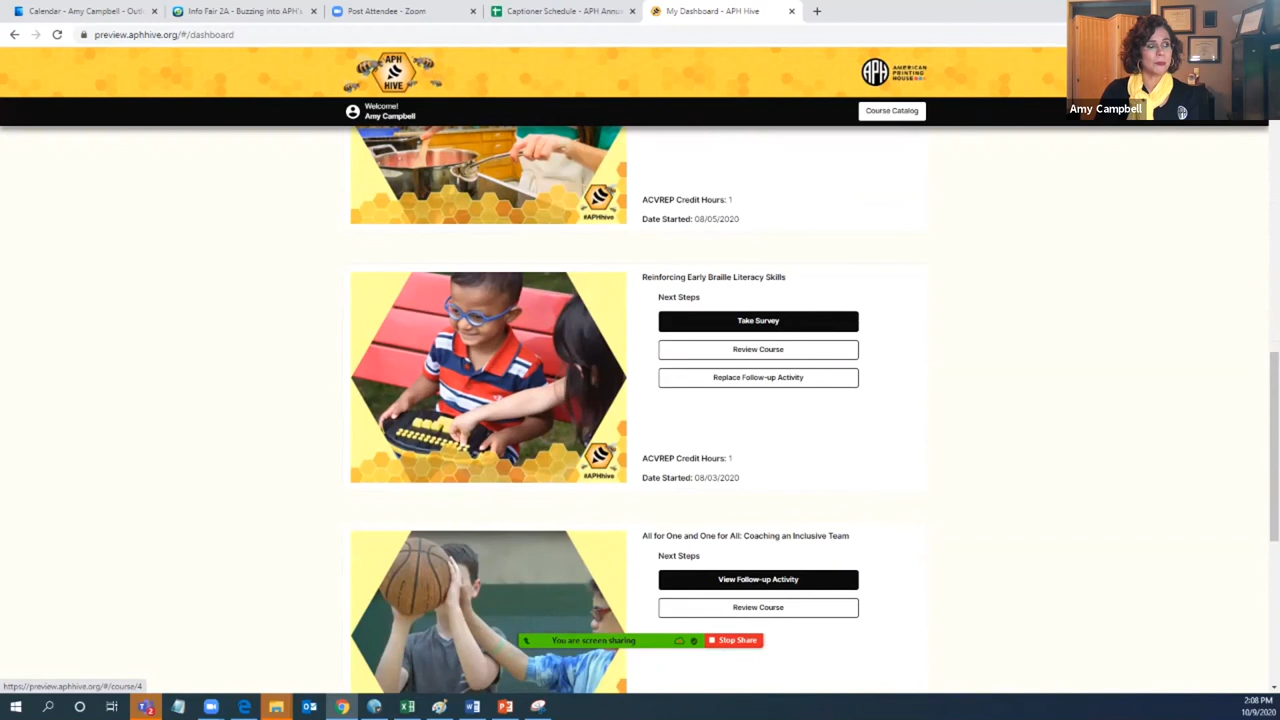 Calendar - Amy Campbell - Outl
Info Fair 2A - Buzzing into APH's
Post Attendee - Zoom
Captioner Schedule - APH Annu
My Dashboard - APH Hive
preview.aphhive.org/#/dashboard
APH
HIVE
APH
AMERICAN
PRINTING
HOUSE
Welcome!
Amy Campbell
Course Catalog
Amy Campbell
#APHhive
ACVREP Credit Hours: 1
Date Started: 08/05/2020
Reinforcing Early Braille Literacy Skills
Next Steps
Take Survey
Review Course
Replace Follow-up Activity
ACVREP Credit Hours: 1
Date Started: 08/03/2020
#APHhive
All for One and One for All: Coaching an Inclusive Team
Next Steps
View Follow-up Activity
Review Course
You are screen sharing
Stop Share
https://preview.aphhive.org/#/course/4
2:08 PM
10/9/2020